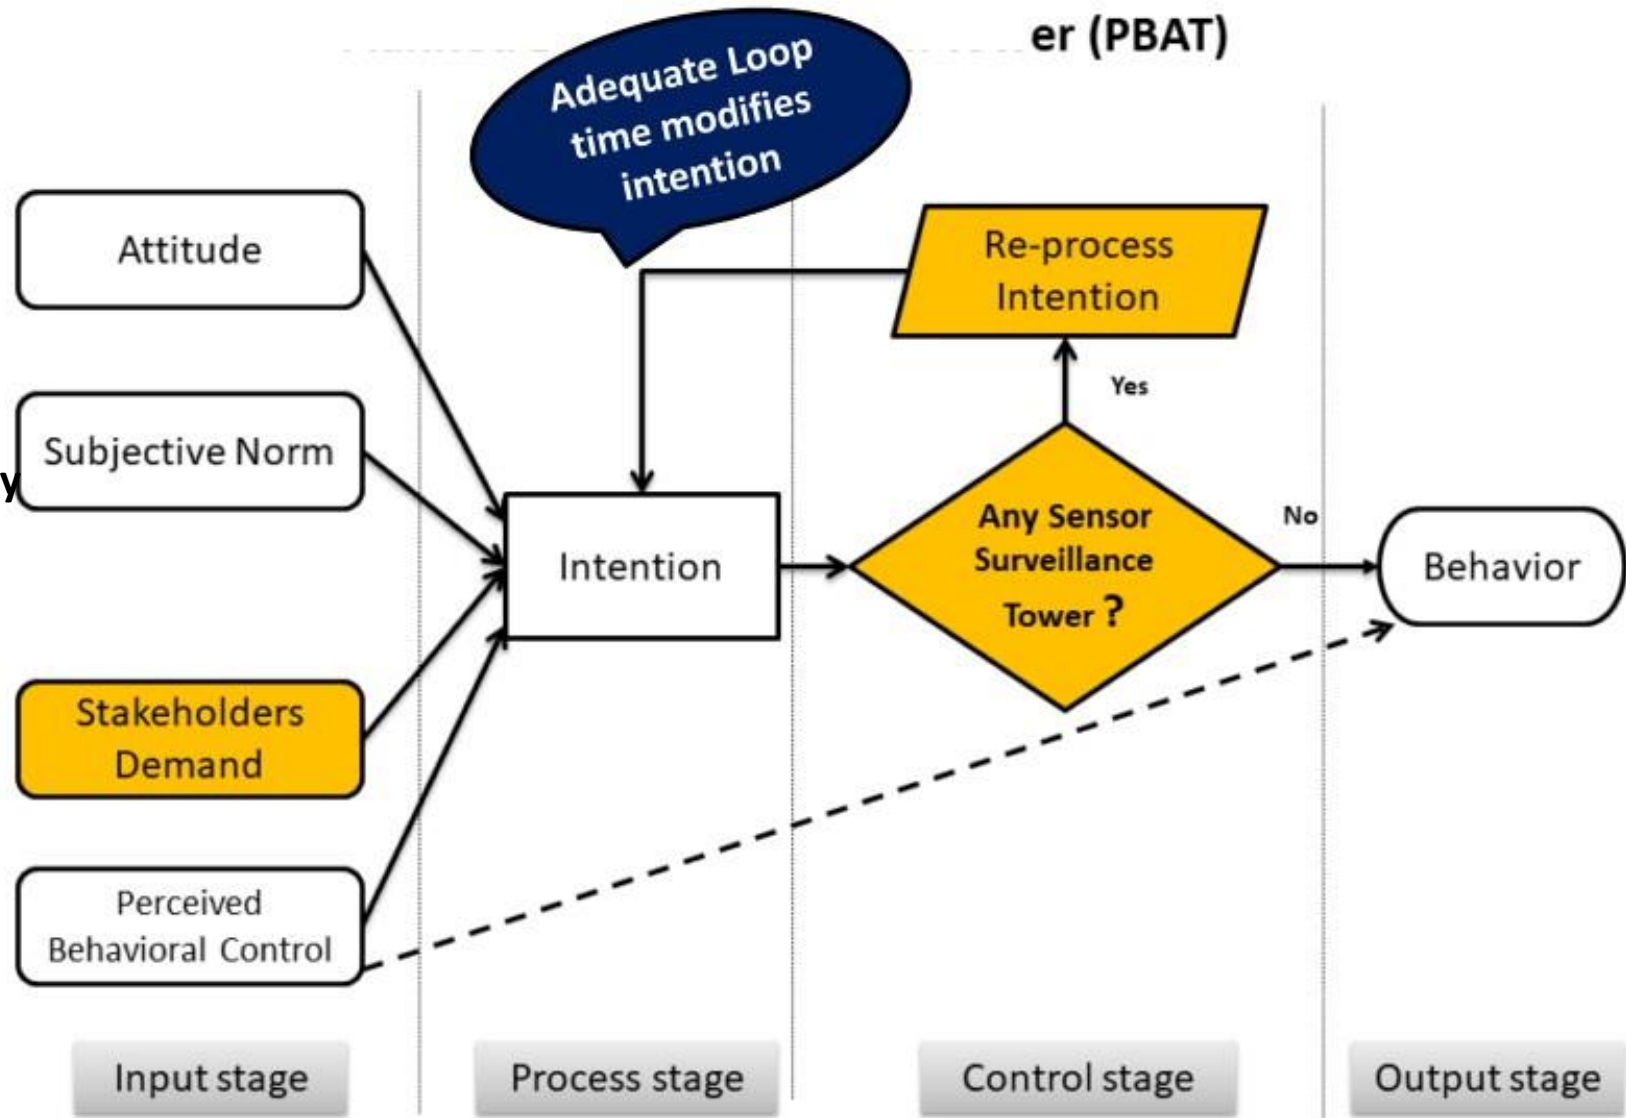 er (PBAT)
Adequate Loop
time modifies
intention
Attitude
Re-process
Intention
Yes
Subjective Norm
y
Any Sensor
Surveillance
Tower ?
No
Intention
Behavior
Stakeholders
Demand
Perceived
Behavioral Control
Input stage
Process stage
Control stage
Output stage